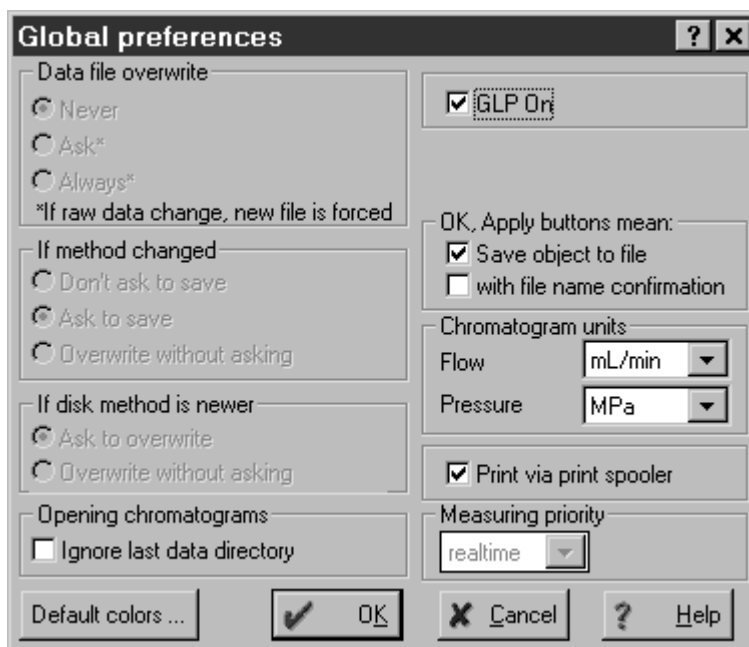 Global preferences
Data file overwrite
Never
Ask*
Always*
*If raw data change, new file is forced
If method changed
Don't ask to save
Ask to save
Overwrite without asking
If disk method is newer
Ask to overwrite
Overwrite without asking
Opening chromatograms
Ignore last data directory
GLP On
OK, Apply buttons mean:
Save object to file
with file name confirmation
Chromatogram units
Flow mL/min
Pressure MPa
Print via print spooler
Measuring priority
realtime
Default colors ... OK Cancel ? Help